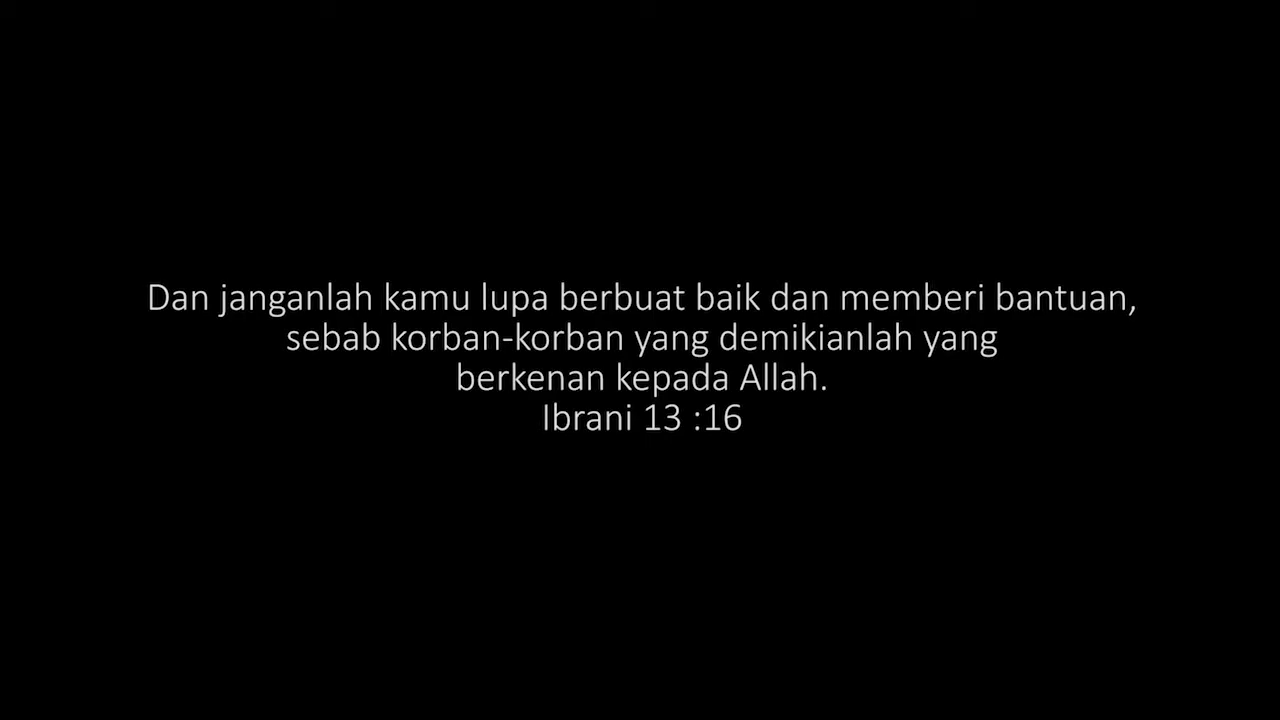 Dan janganlah kamu lupa berbuat baik dan memberi bantuan,
sebab korban-korban yang demikianlah yang
berkenan kepada Allah.
Ibrani 13 :16